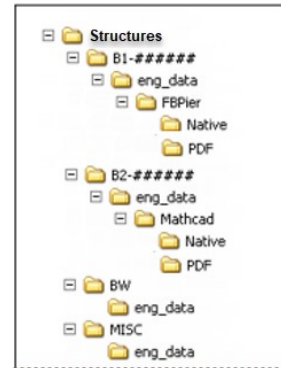 Structures
B1-######
eng_data
FBPier
Native
PDF
B2-######
eng_data
Mathcad
Native
PDF
BW
eng_data
MISC
eng_data